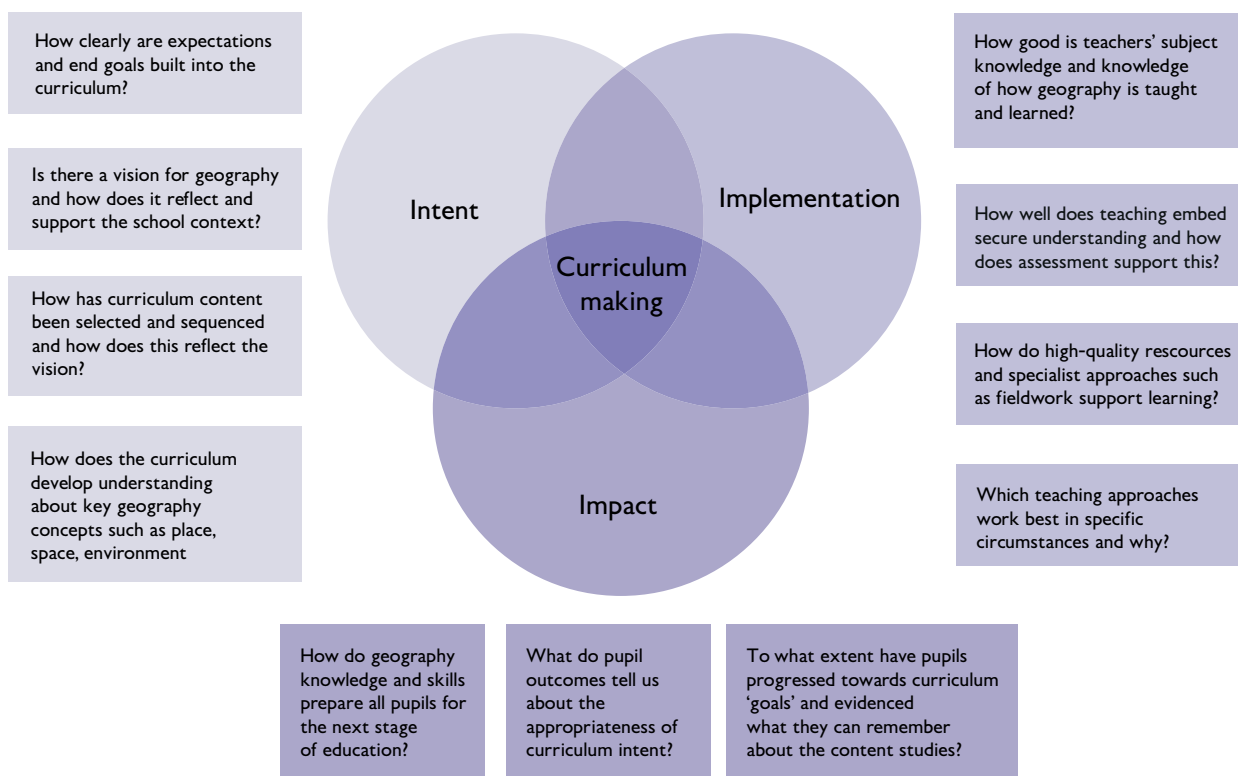 How clearly are expectations
and end goals built into the
curriculum?
Is there a vision for geography
and how does it reflect and
support the school context?
How has curriculum content
been selected and sequenced
and how does this reflect the
vision?
How does the curriculum
develop understanding
about key geography
concepts such as place,
space, environment
Intent
Implementation
Curriculum
making
Impact
How good is teachers’ subject
knowledge and knowledge
of how geography is taught
and learned?
How well does teaching embed
secure understanding and how
does assessment support this?
How do high-quality rescources
and specialist approaches such
as fieldwork support learning?
Which teaching approaches
work best in specific
circumstances and why?
How do geography
knowledge and skills
prepare all pupils for
the next stage
of education?
What do pupil
outcomes tell us
about the
appropriateness of
curriculum intent?
To what extent have pupils
progressed towards curriculum
‘goals’ and evidenced
what they can remember
about the content studies?